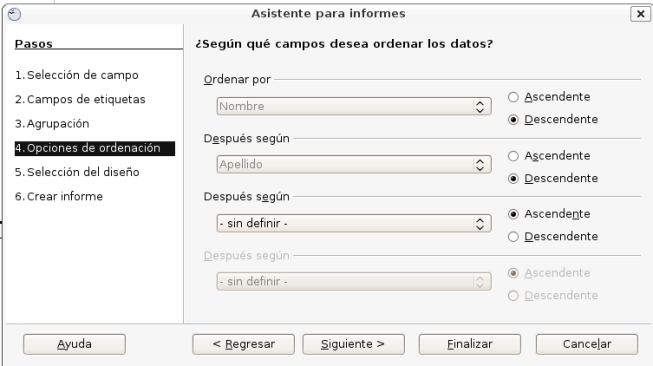 Asistente para informes
Pasos
1. Selección de campo
2. Campos de etiquetas
3. Agrupación
4. Opciones de ordenación
5. Selección del diseño
6. Crear informe
¿Según qué campos desea ordenar los datos?
Ordenar por
Nombre
Ascendente
Descendente
Después según
Apellido
Ascendente
Descendente
Después según
- sin definir -
Ascendente
Descendente
Después según
- sin definir -
Ascendente
Descendente
Ayuda
< Regresar
Siguiente >
Finalizar
Cancelar